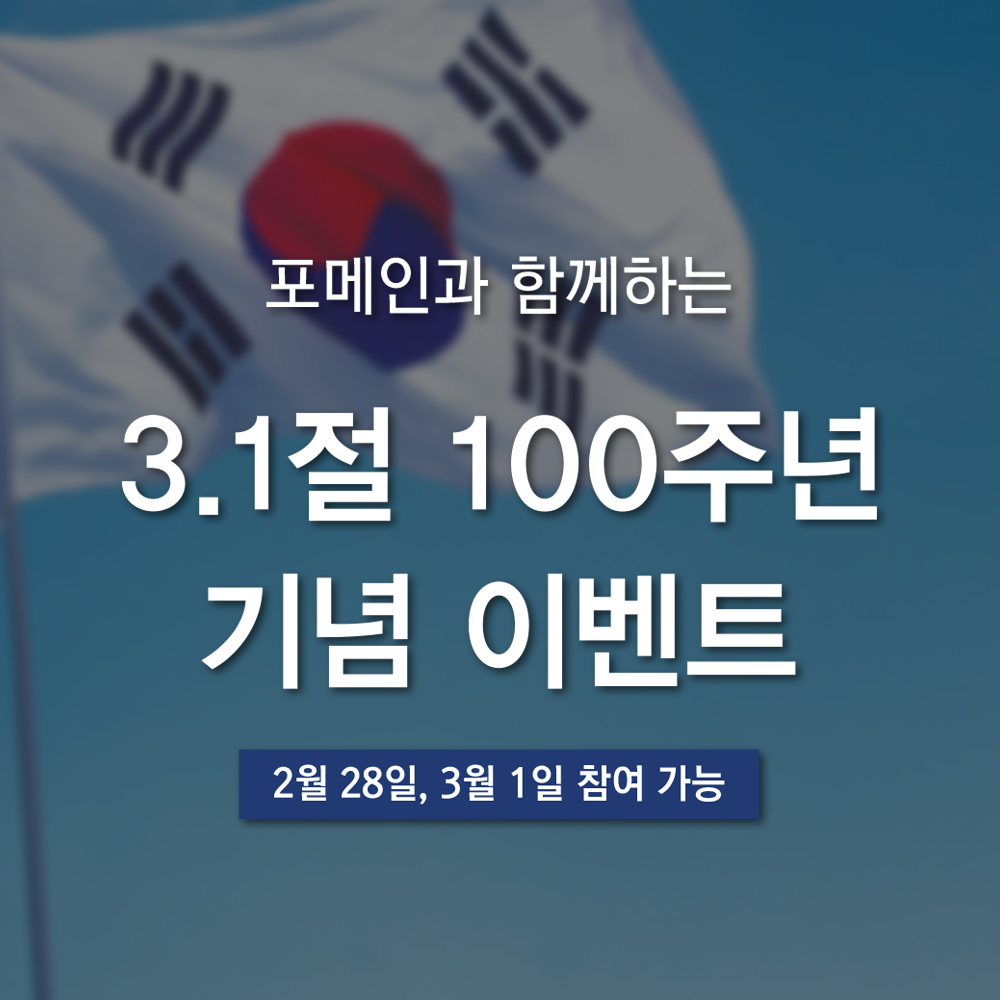 포메인과 함께하는
3.1절 100주년
기념 이벤트
2월 28일, 3월 1일 참여 가능